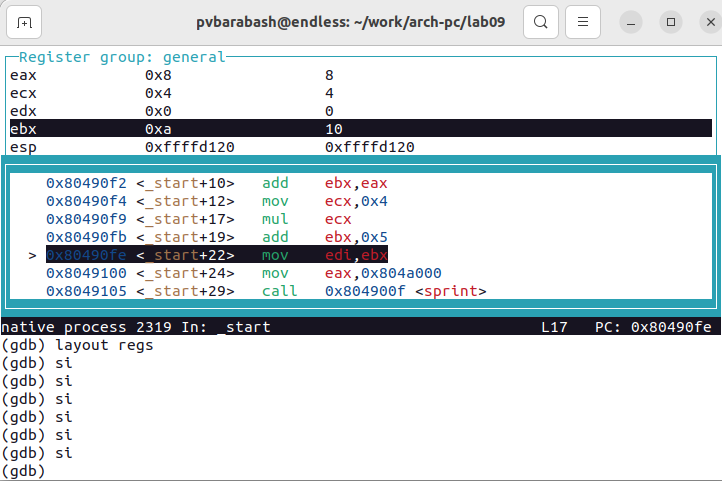 pvbarabash@endless: ~/work/arch-pc/lab09
Register group: general
eax 0x8 8
ecx 0x4 4
edx 0x0 0
ebx 0xa 10
esp 0xffffd120 0xffffd120
0x80490f2 <_start+10> add ebx,eax
0x80490f4 <_start+12> mov ecx,0x4
0x80490f9 <_start+17> mul ecx
0x80490fb <_start+19> add ebx,0x5
> 0x80490fe <_start+22> mov edi,ebx
0x8049100 <_start+24> mov eax,0x804a000
0x8049105 <_start+29> call 0x804900f <sprint>
native process 2319 In: _start L17 PC: 0x80490fe
(gdb) layout regs
(gdb) si
(gdb) si
(gdb) si
(gdb) si
(gdb) si
(gdb) si
(gdb)